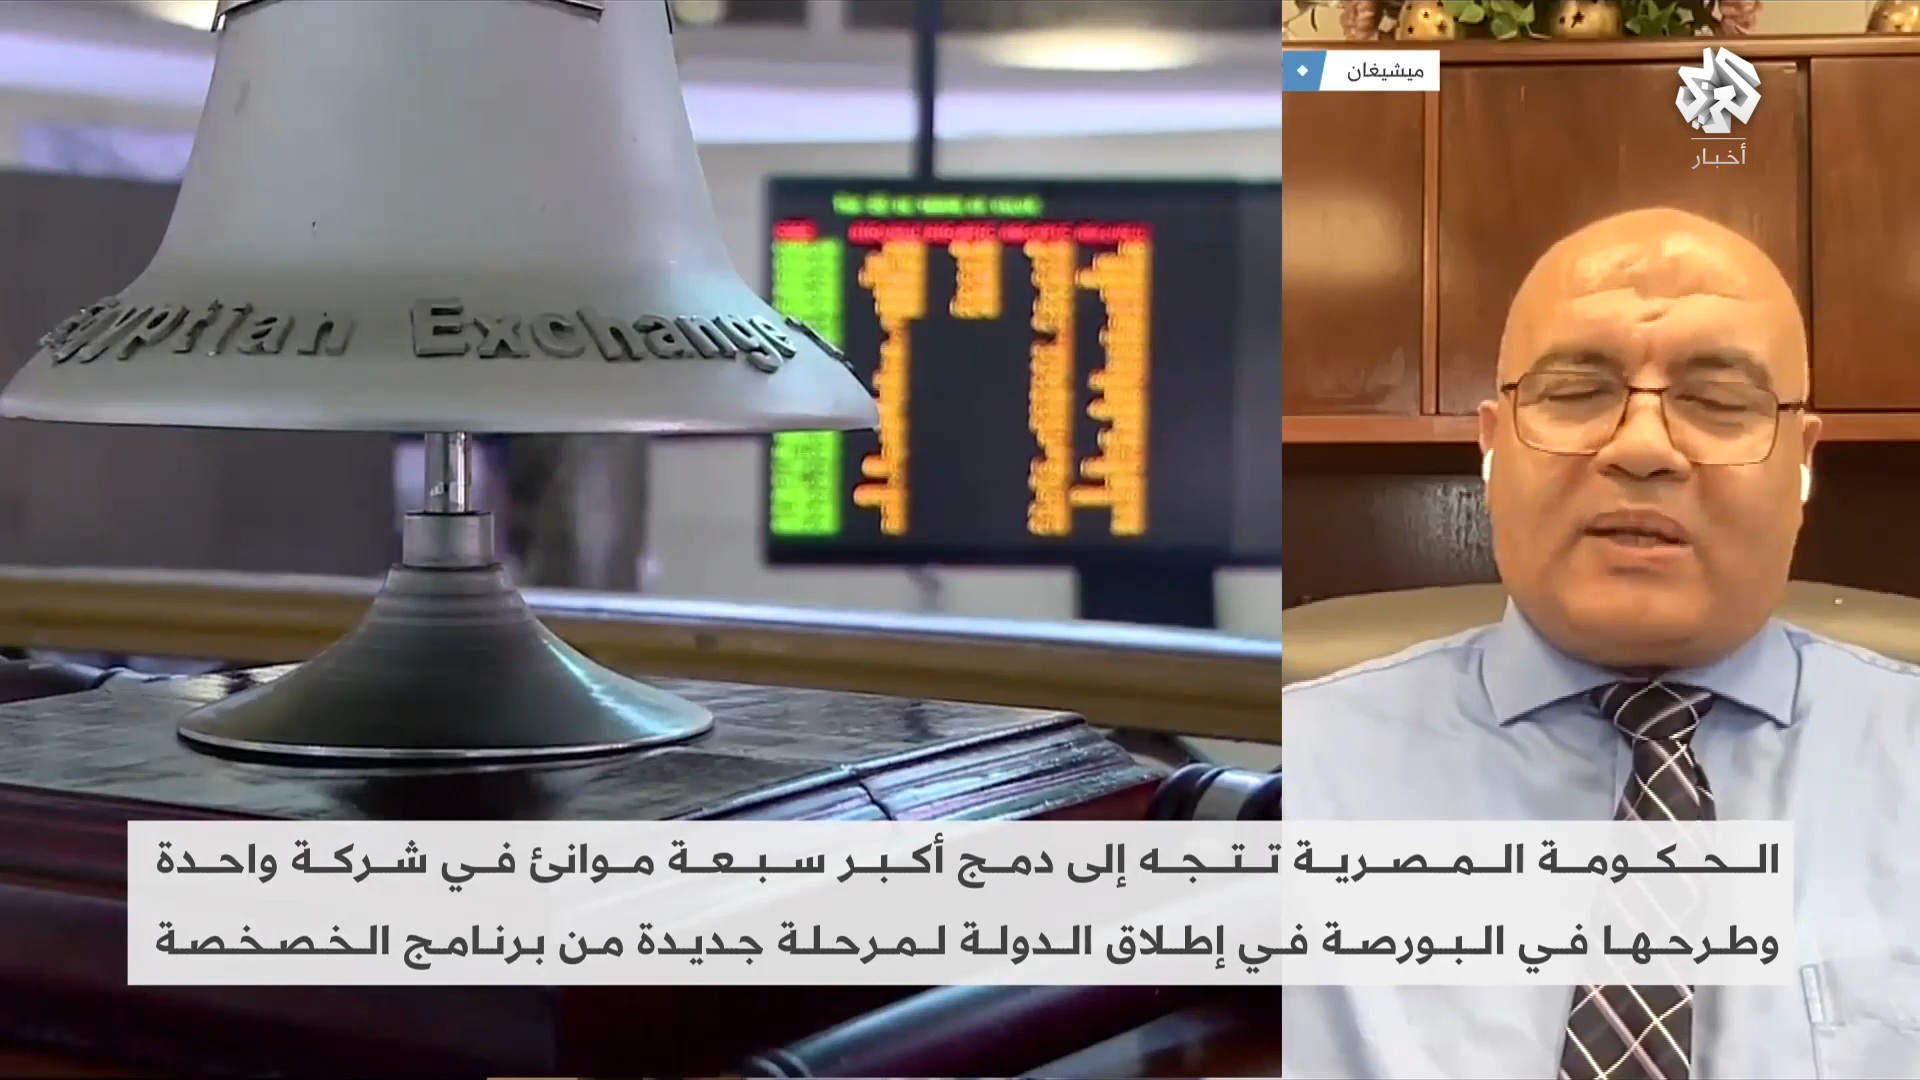 ميشيغان
العربي
أخبار
Egyptian Exchange
الحكومة المصرية تتجه إلى دمج أكبر سبعة موانئ في شركة واحدة
وطرحها في البورصة في إطلاق الدولة لمرحلة جديدة من برنامج الخصخصة